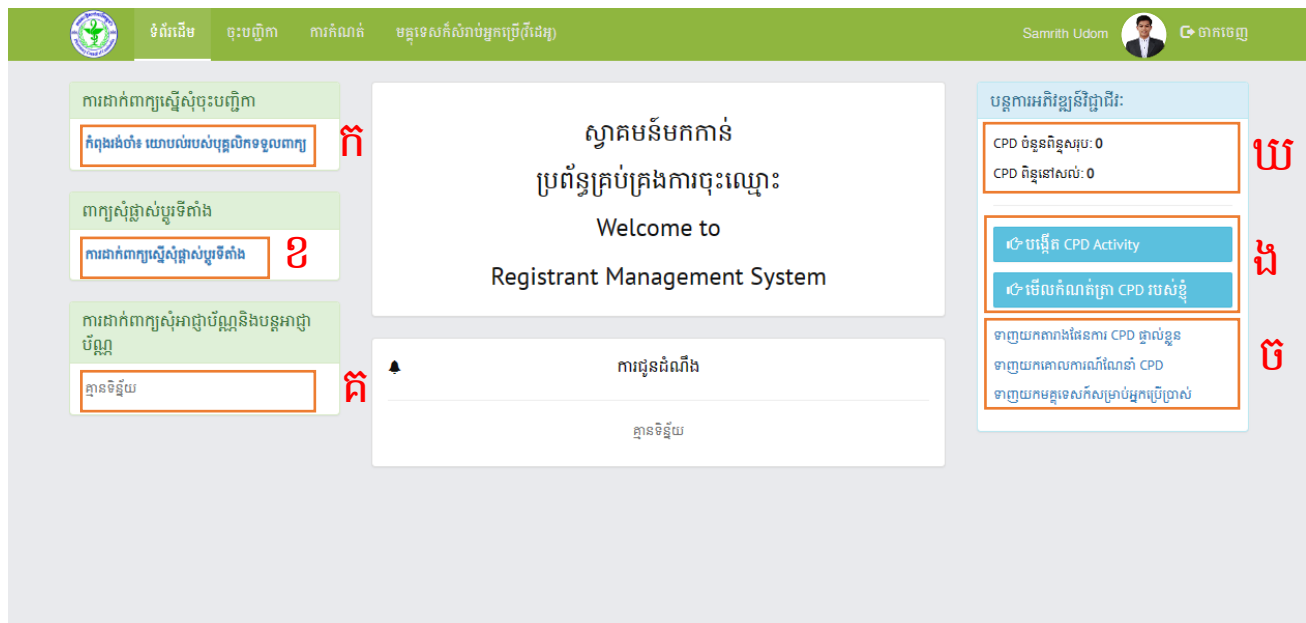 ទំព័រដើម ចុះបញ្ជិកា ការកំណត់ មគ្គុទេសក៏សំរាប់អ្នកប្រើ(វីដេអូ) Samrith Udom ចាកចេញ
ការដាក់ពាក្យស្នើសុំចុះបញ្ជិកា
កំពុងរង់ចាំ៖ យោបល់របស់បុគ្គលិកទទួលពាក្យ
ក
ពាក្យសុំផ្លាស់ប្តូរទីតាំង
ការដាក់ពាក្យស្នើសុំផ្លាស់ប្តូរទីតាំង
ខ
ការដាក់ពាក្យសុំអាជ្ញាប័ណ្ណនិងបន្តអាជ្ញា
ប័ណ្ណ
គ្មានទិន្ន័យ
គ
ស្វាគមន៍មកកាន់
ប្រព័ន្ធគ្រប់គ្រងការចុះឈ្មោះ
Welcome to
Registrant Management System
ការជូនដំណឹង
គ្មានទិន្ន័យ
បន្តការអភិវឌ្ឍន៍វិជ្ជាជីវៈ
CPD ចំនួនពិន្ទុសរុប: 0
CPD ពិន្ទុនៅសល់: 0
ឃ
បង្កើត CPD Activity
មើលកំណត់ត្រា CPD របស់ខ្ញុំ
ង
ទាញយកតារាងផែនការ CPD ផ្ទាល់ខ្លួន
ទាញយកគោលការណ៍ណែនាំ CPD
ទាញយកមគ្គុទេសក៍សម្រាប់អ្នកប្រើប្រាស់
ច